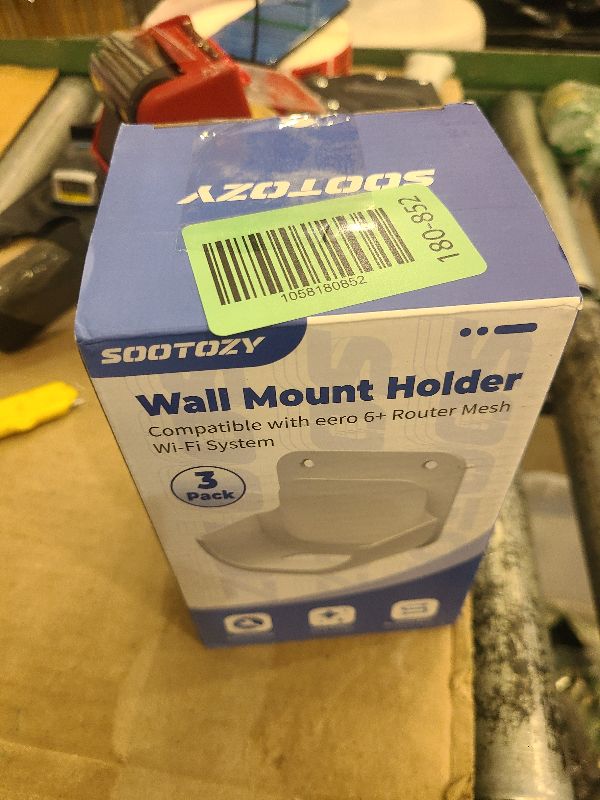 SOOTOZY
180-852
1058180852
SOOTOZY
Wall Mount Holder
Compatible with eero 6+ Router Mesh
Wi-Fi System
3
Pack